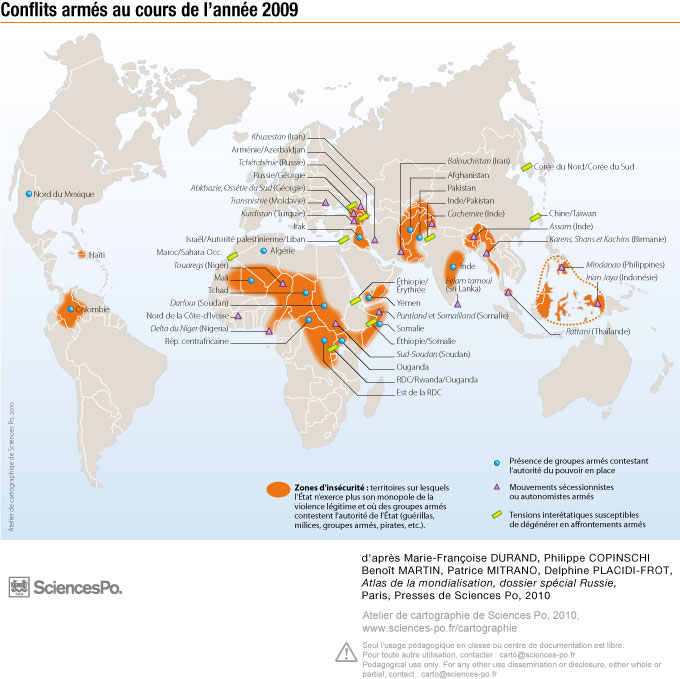 Conflits armés au cours de l'année 2009
Khuzestan (Iran)
Arménie/Azerbaïdjan
Tchétchénie (Russie)
Russie/Géorgie
Abkhazie, Ossétie du Sud (Géorgie)
Transnistrie (Moldavie)
Kurdistan (Turquie)
Irak
Israël/Autorité palestinienne/Liban
Maroc/Sahara-Occ.
Algérie
Touaregs (Niger)
Mali
Tchad
Darfour (Soudan)
Nord de la Côte-d'Ivoire
Delta du Niger (Nigeria)
Rép. centrafricaine
Nord du Mexique
Haïti
Colombie
Balouchistan (Iran)
Afghanistan
Pakistan
Inde/Pakistan
Cachemire (Inde)
Corée du Nord/Corée du Sud
Chine/Taiwan
Assam (Inde)
Karens, Shans et Kachins (Birmanie)
Mindanao (Philippines)
Irian Jaya (Indonésie)
Inde
Eelam tamoul
(Sri Lanka)
Pattani (Thaïlande)
Éthiopie/
Érythrée
Yémen
Puntland et Somaliland (Somalie)
Somalie
Éthiopie/Somalie
Sud-Soudan (Soudan)
Ouganda
RDC/Rwanda/Ouganda
Est de la RDC
Atelier de cartographie de Sciences Po, 2010
Zones d'insécurité : territoires sur lesquels
l'État n'exerce plus son monopole de la
violence légitime et où des groupes armés
contestent l'autorité de l'État (guérillas,
milices, groupes armés, pirates, etc.).
Présence de groupes armés contestant
l'autorité du pouvoir en place
Mouvements sécessionnistes
ou autonomistes armés
Tensions interétatiques susceptibles
de dégénérer en affrontements armés
SciencesPo.
d'après Marie-Françoise DURAND, Philippe COPINSCHI
Benoît MARTIN, Patrice MITRANO, Delphine PLACIDI-FROT,
Atlas de la mondialisation, dossier spécial Russie,
Paris, Presses de Sciences Po, 2010
Atelier de cartographie de Sciences Po, 2010,
www.sciences-po.fr/cartographie
Seul l'usage pédagogique en classe ou centre de documentation est libre.
Pour toute autre utilisation, contacter : carto@sciences-po.fr
Pedagogical use only. For any other use dissemination or disclosure, either whole or
partial, contact : carto@sciences-po.fr